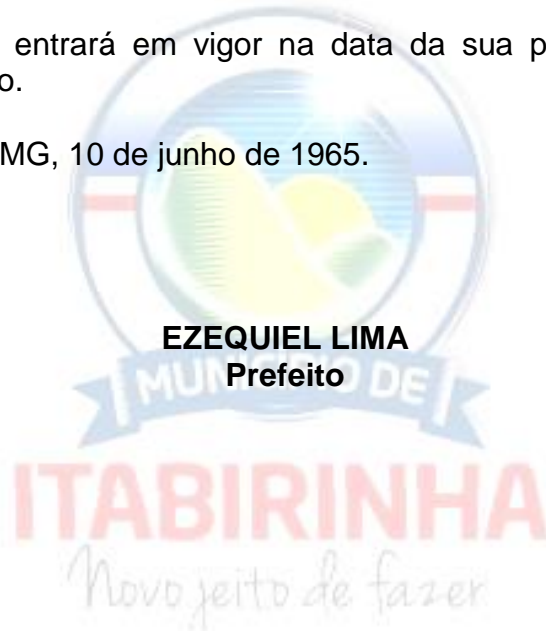 entrará em vigor na data da sua p
o.
MG, 10 de junho de 1965.
EZEQUIEL LIMA
Prefeito
MUNICÍPIO DE
ITABIRINHA
Novo jeito de fazer